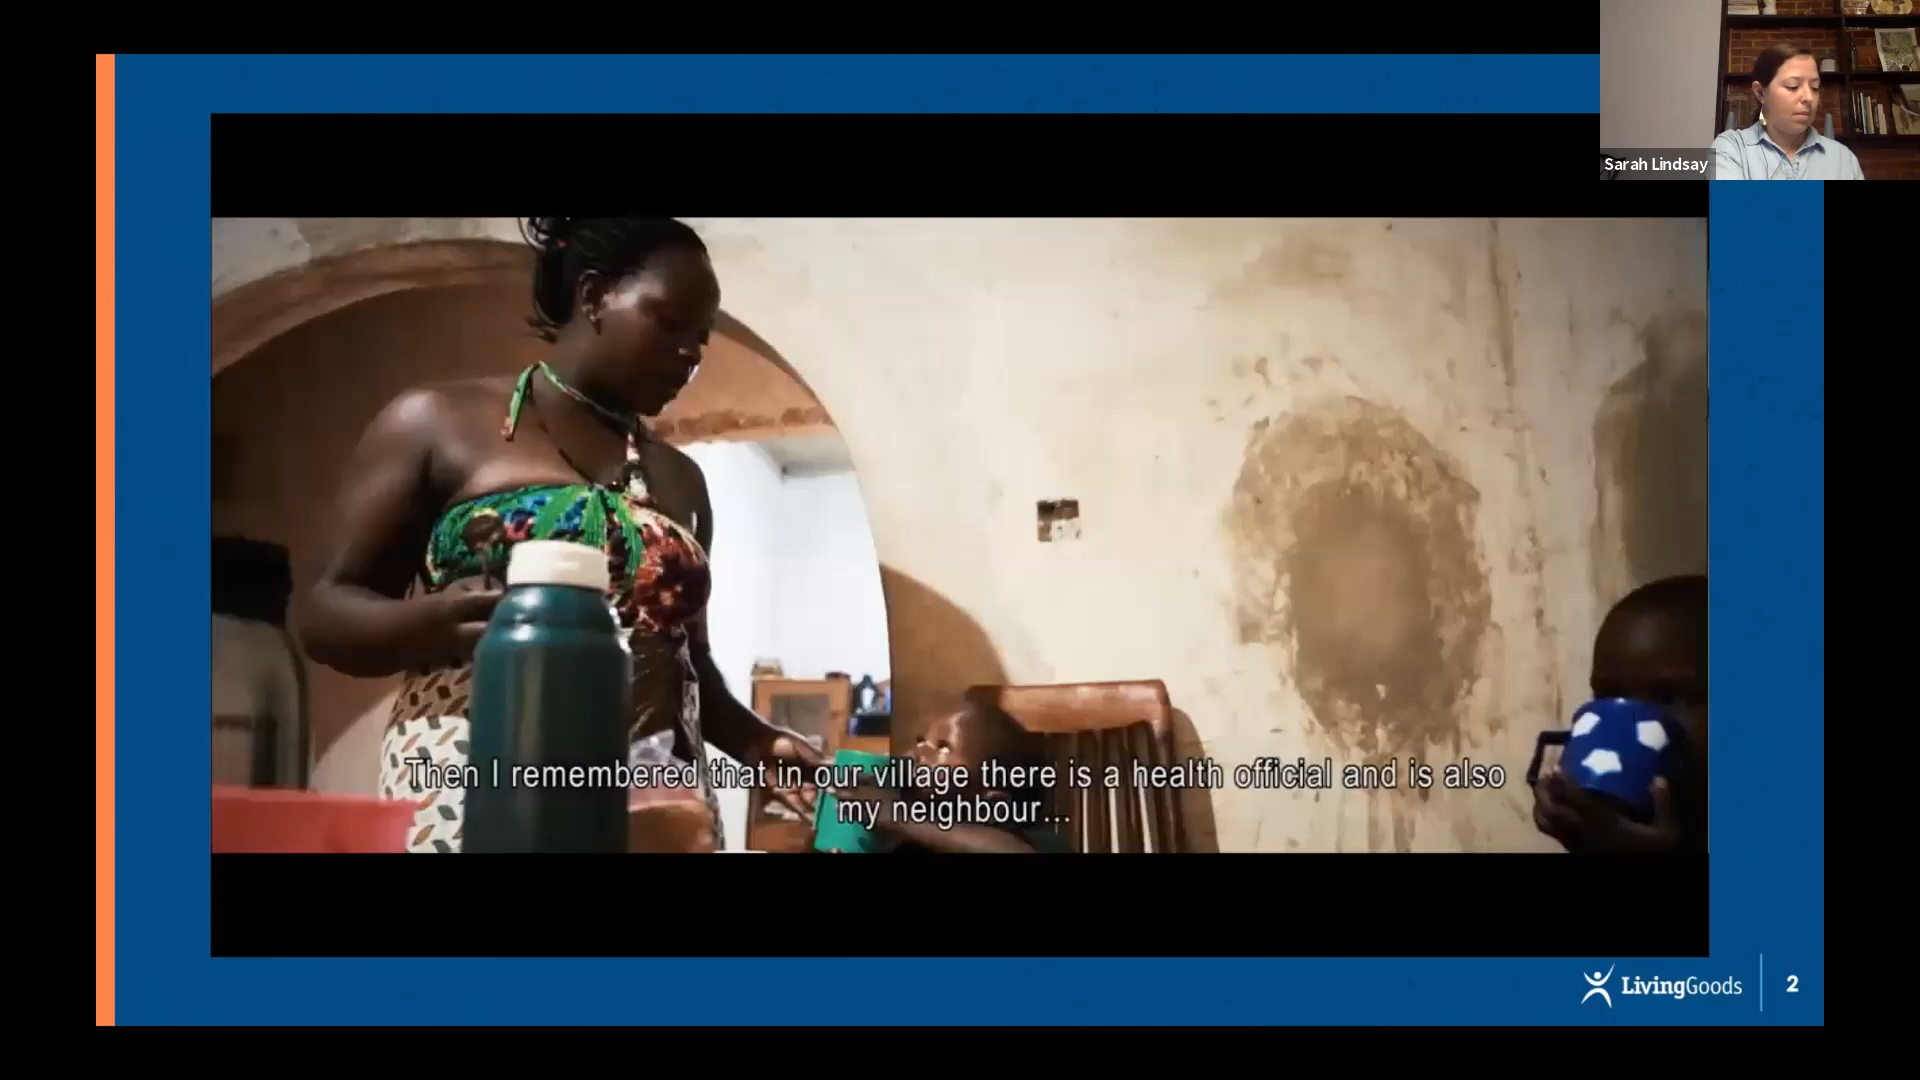 Sarah Lindsay
Then I remembered that in our village there is a health official and is also
my neighbour...
LivingGoods
2